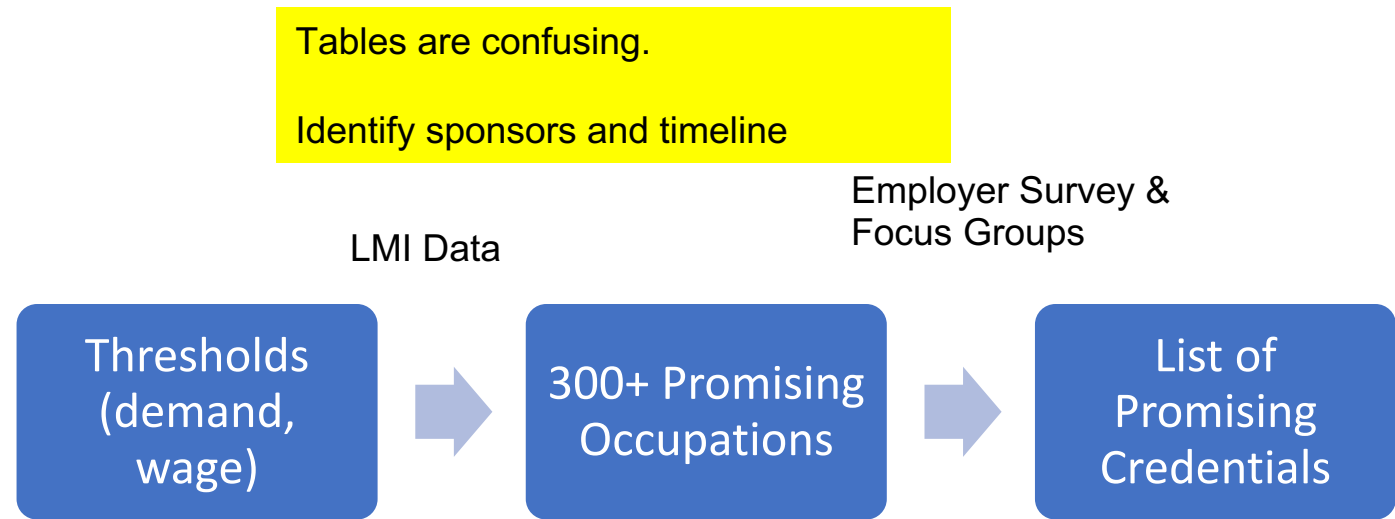 Tables are confusing.
Identify sponsors and timeline
Employer Survey &
Focus Groups
LMI Data
Thresholds
(demand,
wage)
300+ Promising
Occupations
List of
Promising
Credentials